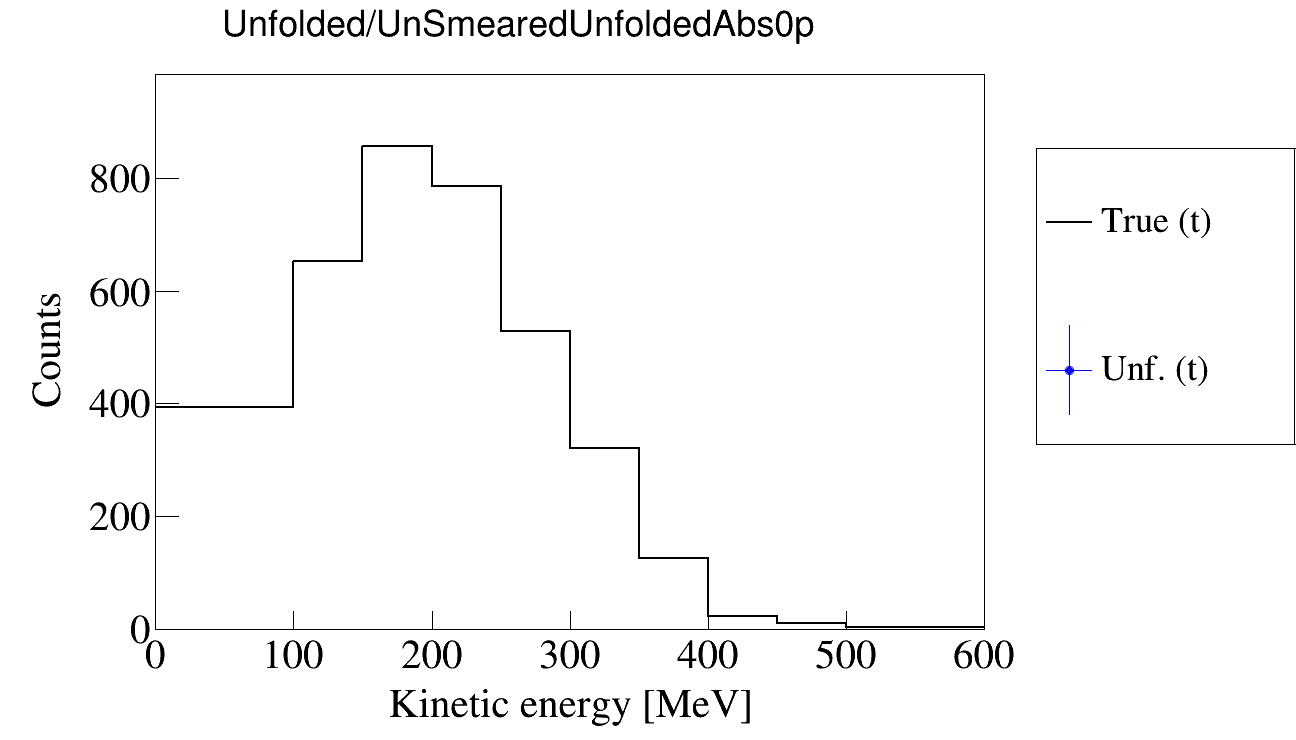 Unfolded/UnSmearedUnfoldedAbs0p
Counts
800
600
400
200
0
0 100 200 300 400 500 600
Kinetic energy [MeV]
True (t)
Unf. (t)